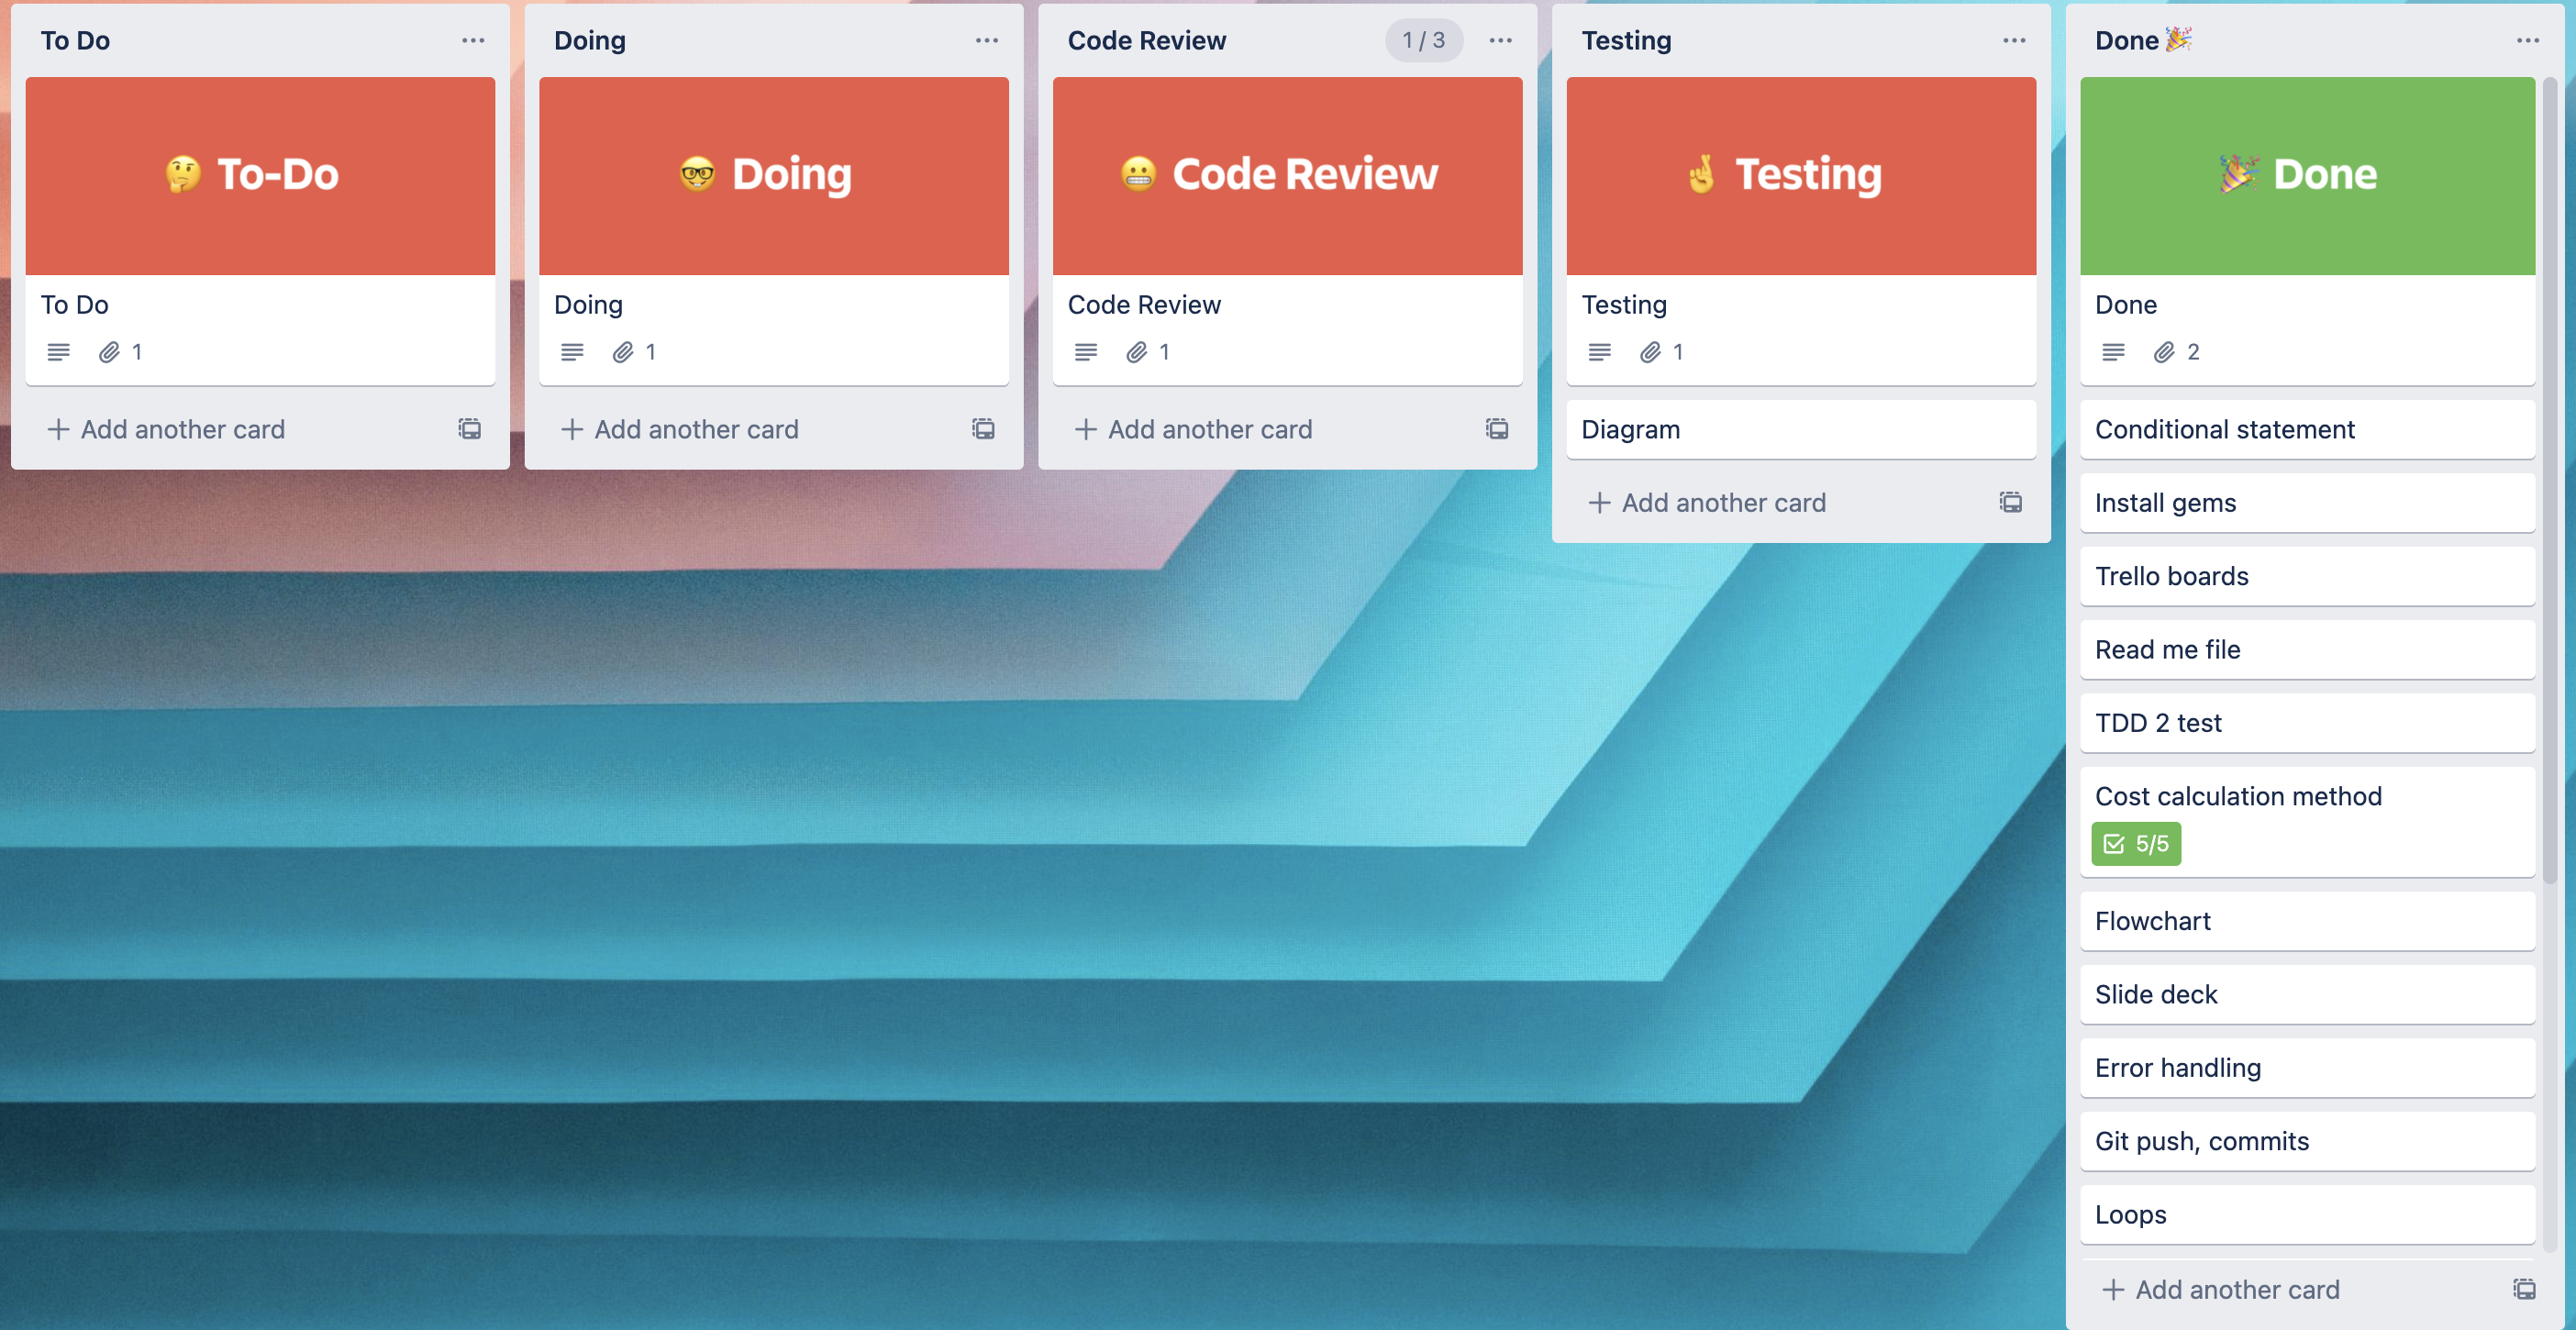 To Do
🤔 To-Do
To Do
1
+ Add another card
Doing
🤓 Doing
Doing
1
+ Add another card
Code Review 1 / 3
😬 Code Review
Code Review
1
+ Add another card
Testing
🤞 Testing
Testing
1
Diagram
+ Add another card
Done 🎉
🎉 Done
Done
2
Conditional statement
Install gems
Trello boards
Read me file
TDD 2 test
Cost calculation method
5/5
Flowchart
Slide deck
Error handling
Git push, commits
Loops
+ Add another card